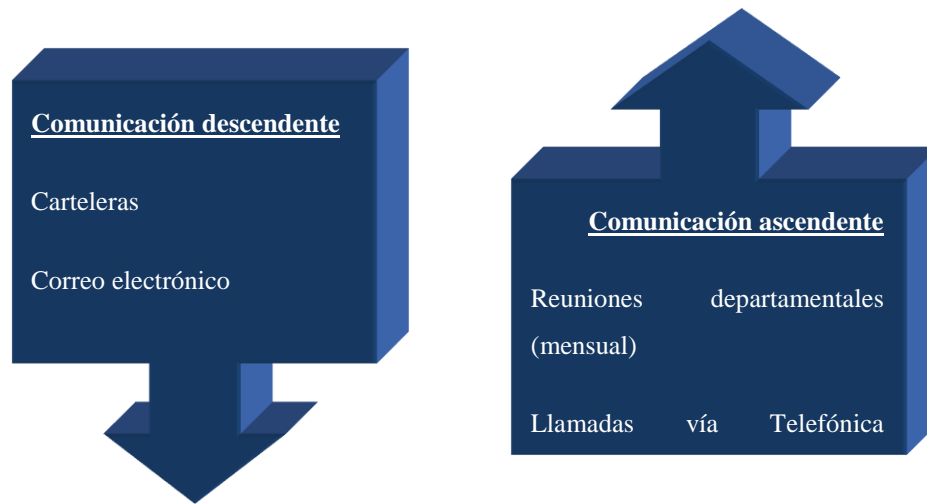 Comunicación descendente
Carteleras
Correo electrónico
Comunicación ascendente
Reuniones departamentales
(mensual)
Llamadas vía Telefónica